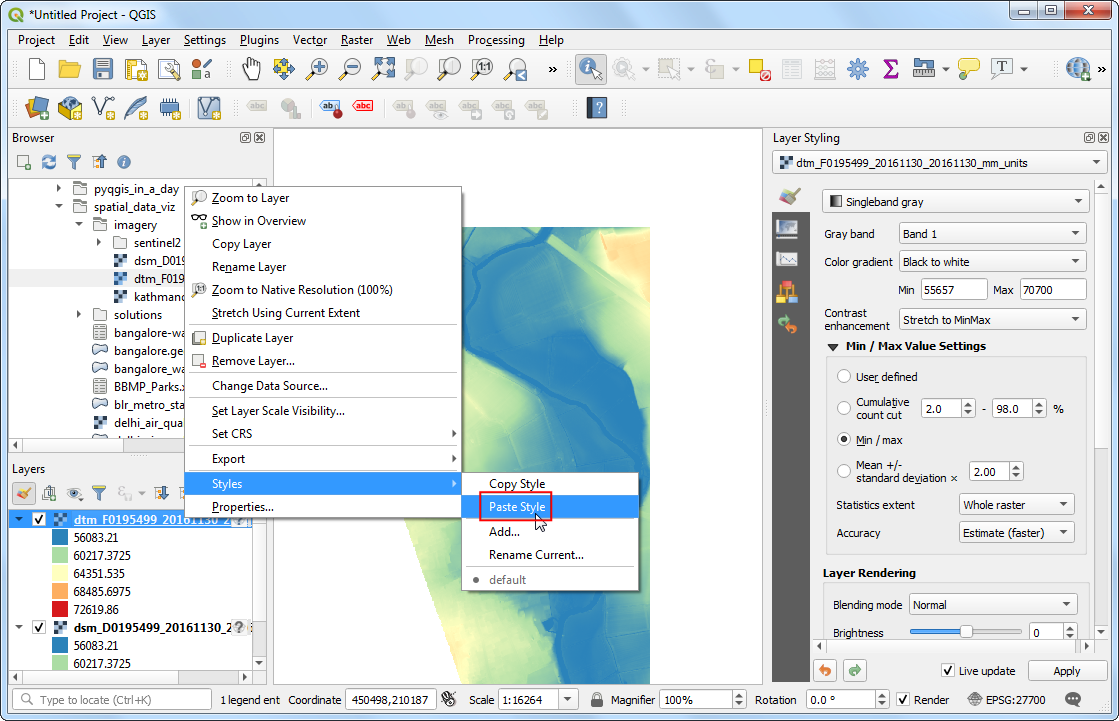 *Untitled Project - QGIS
Project Edit View Layer Settings Plugins Vector Raster Web Mesh Processing Help
Browser
pyqgis_in_a_day
spatial_data_viz
imagery
sentinel2
dsm_D019
dtm_F019
kathmand
solutions
bangalore-wa
bangalore.ge
bangalore_wa
BBMP_Parks.x
blr_metro_sta
delhi_air_qua
Zoom to Layer
Show in Overview
Copy Layer
Rename Layer
Zoom to Native Resolution (100%)
Stretch Using Current Extent
Duplicate Layer
Remove Layer...
Change Data Source...
Set Layer Scale Visibility...
Set CRS
Export
Styles
Properties...
Copy Style
Paste Style
Add...
Rename Current...
default
Layers
dtm_F0195499_20161130_2
56083.21
60217.3725
64351.535
68485.6975
72619.86
dsm_D0195499_20161130_2
56083.21
60217.3725
Layer Styling
dtm_F0195499_20161130_20161130_mm_units
Singleband gray
Gray band Band 1
Color gradient Black to white
Min 55657 Max 70700
Contrast
enhancement Stretch to MinMax
Min / Max Value Settings
User defined
Cumulative
count cut 2.0 - 98.0 %
Min / max
Mean +/-
standard deviation × 2.00
Statistics extent Whole raster
Accuracy Estimate (faster)
Layer Rendering
Blending mode Normal
Brightness 0
Live update Apply
Type to locate (Ctrl+K) 1 legend ent Coordinate 450498,210187 Scale 1:16264 Magnifier 100% Rotation 0.0 ° Render EPSG:27700